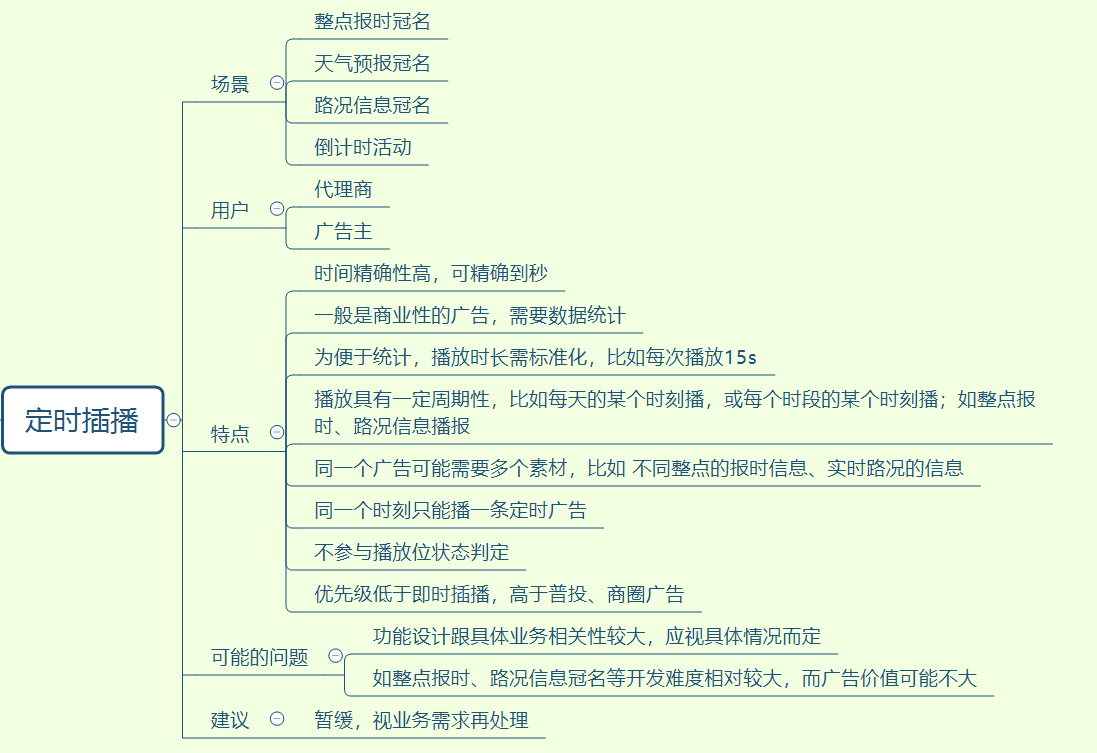 整点报时冠名
天气预报冠名
场景
路况信息冠名
倒计时活动
代理商
用户
广告主
时间精确性高，可精确到秒
一般是商业性的广告，需要数据统计
为便于统计，播放时长需标准化，比如每次播放15s
播放具有一定周期性，比如每天的某个时刻播，或每个时段的某个时刻播；如整点报
时、路况信息播报
定时插播
特点
同一个广告可能需要多个素材，比如 不同整点的报时信息、实时路况的信息
同一个时刻只能播一条定时广告
不参与播放位状态判定
优先级低于即时插播，高于普投、商圈广告
功能设计跟具体业务相关性较大，应视具体情况而定
可能的问题
如整点报时、路况信息冠名等开发难度相对较大，而广告价值可能不大
建议
暂缓，视业务需求再处理